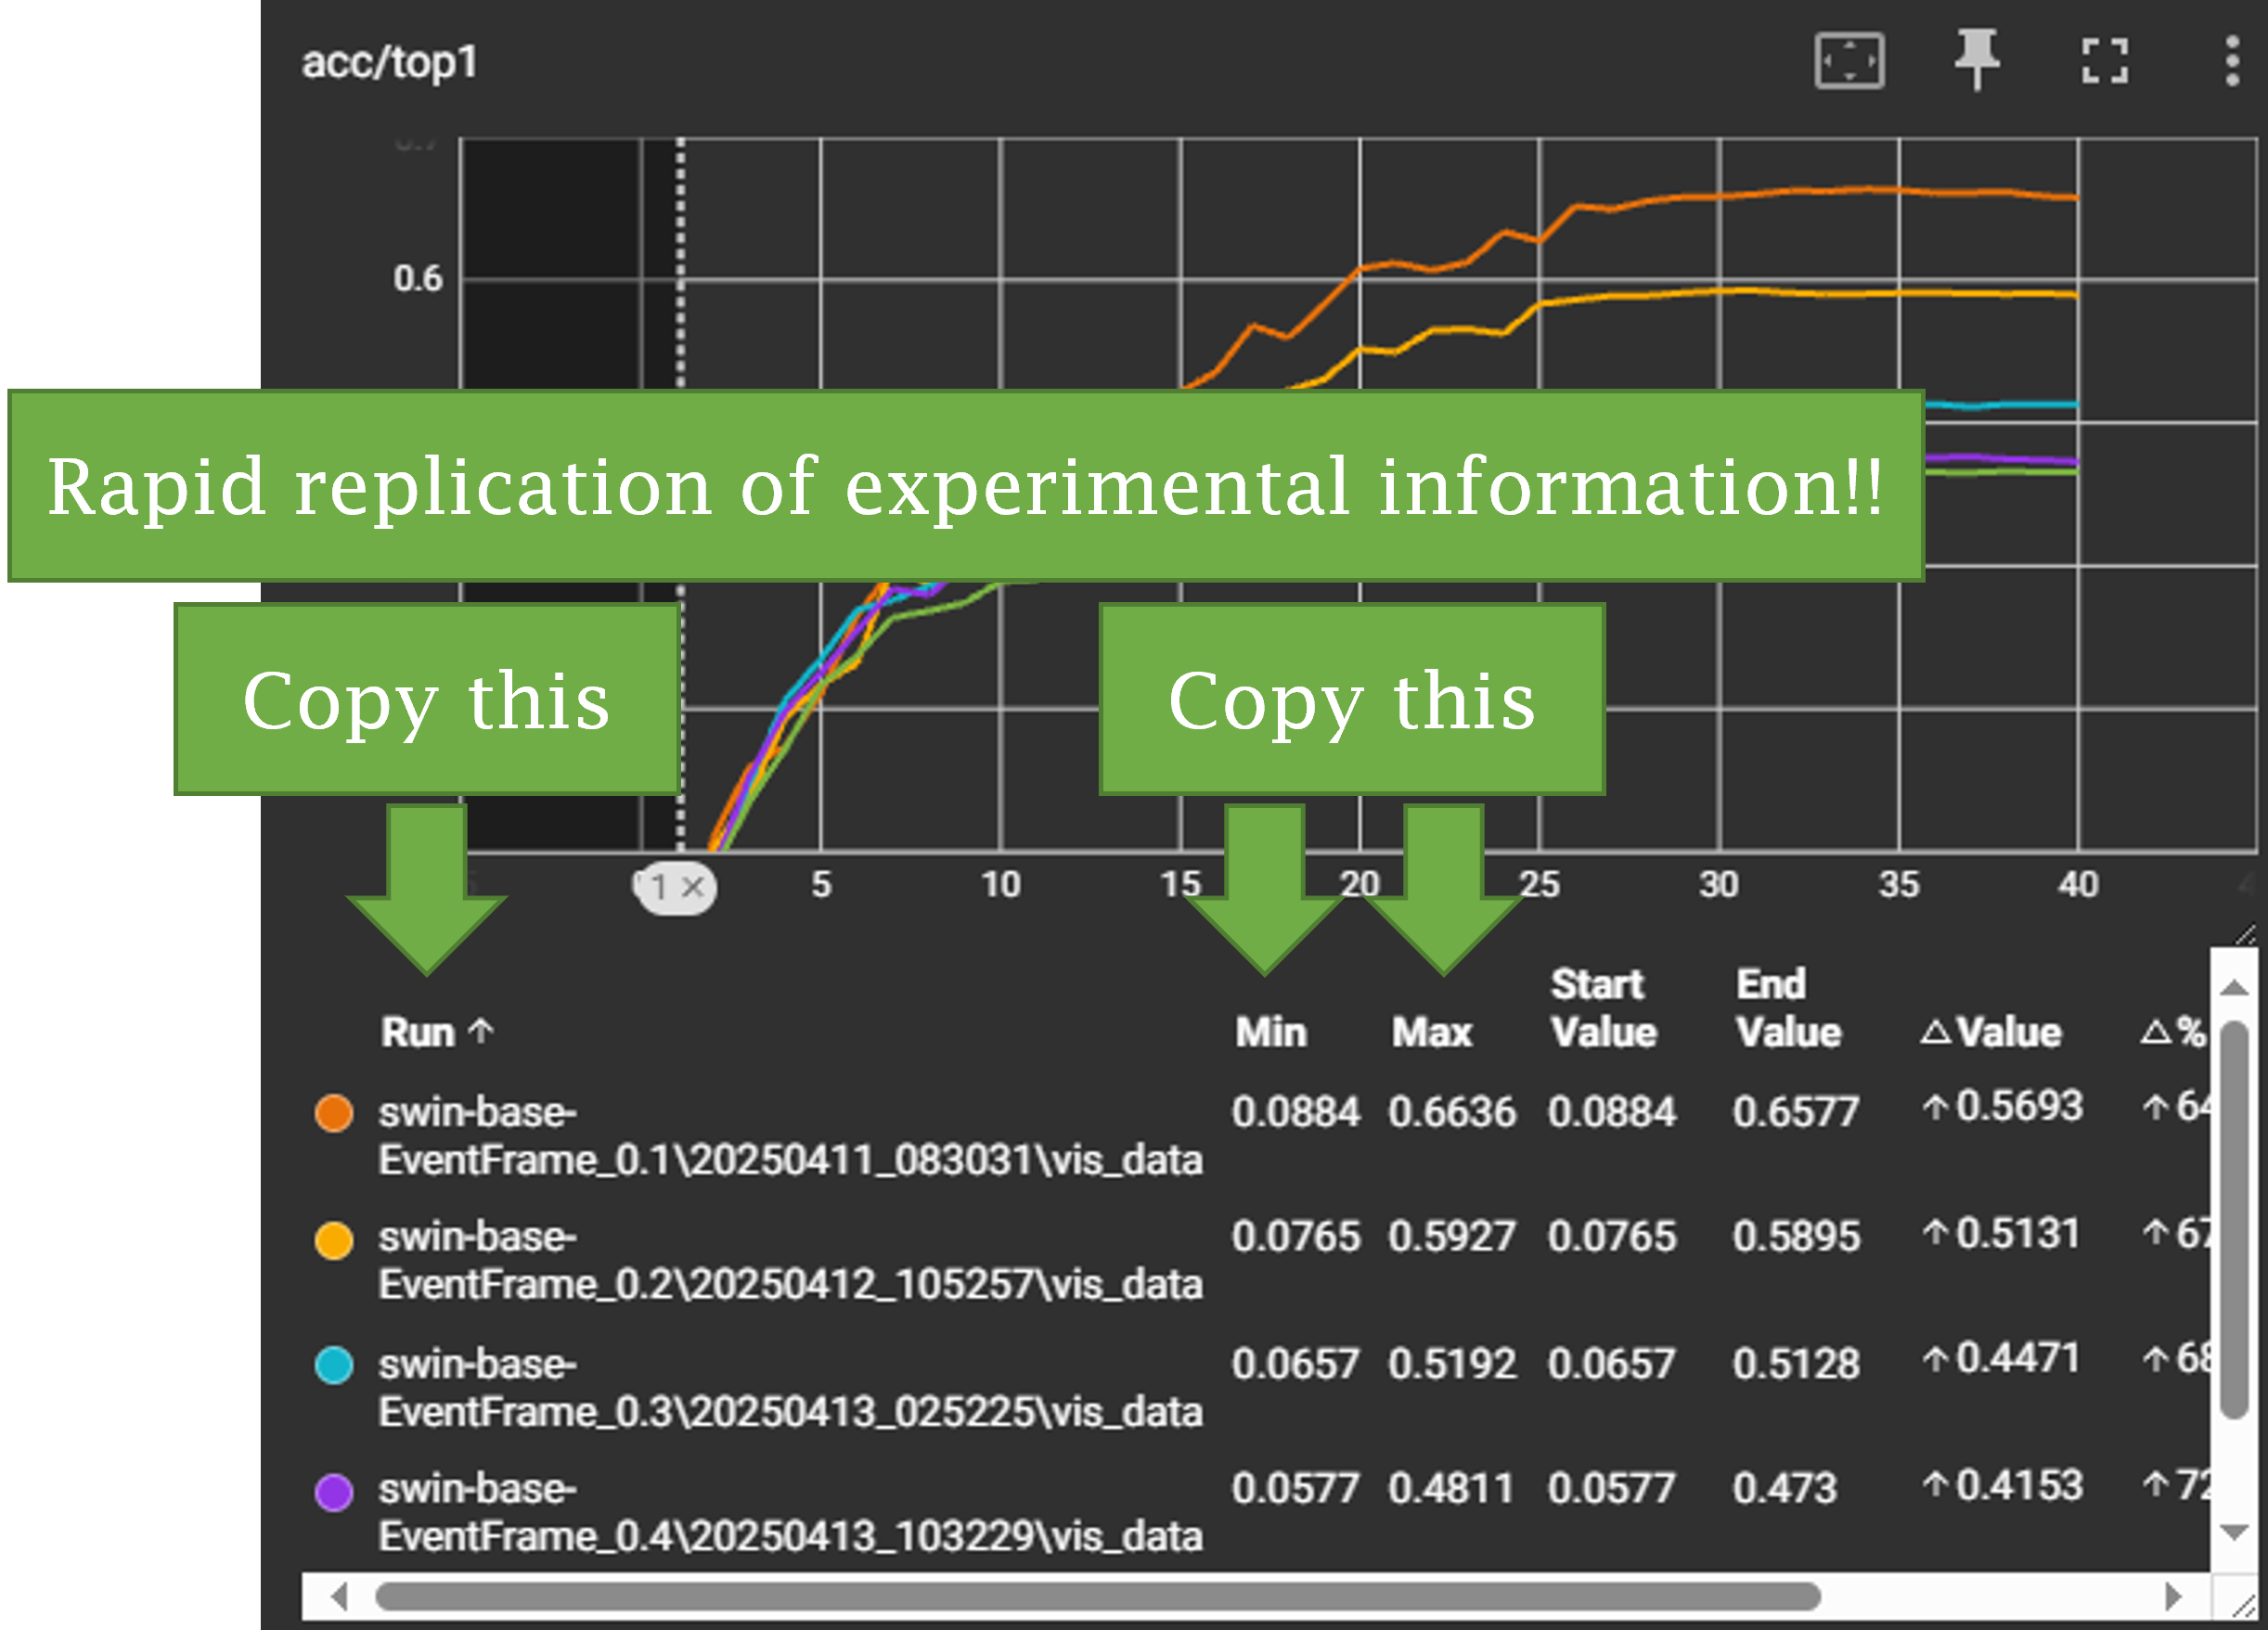 acc/top1
0.6
Rapid replication of experimental information!!
Copy this
Copy this
1 × 5 10 15 20 25 30 35 40
Run ↑ Min Max Start Value End Value △Value △%
swin-base- 0.0884 0.6636 0.0884 0.6577 ↑0.5693 ↑64
EventFrame_0.1\20250411_083031\vis_data
swin-base- 0.0765 0.5927 0.0765 0.5895 ↑0.5131 ↑67
EventFrame_0.2\20250412_105257\vis_data
swin-base- 0.0657 0.5192 0.0657 0.5128 ↑0.4471 ↑68
EventFrame_0.3\20250413_025225\vis_data
swin-base- 0.0577 0.4811 0.0577 0.473 ↑0.4153 ↑72
EventFrame_0.4\20250413_103229\vis_data